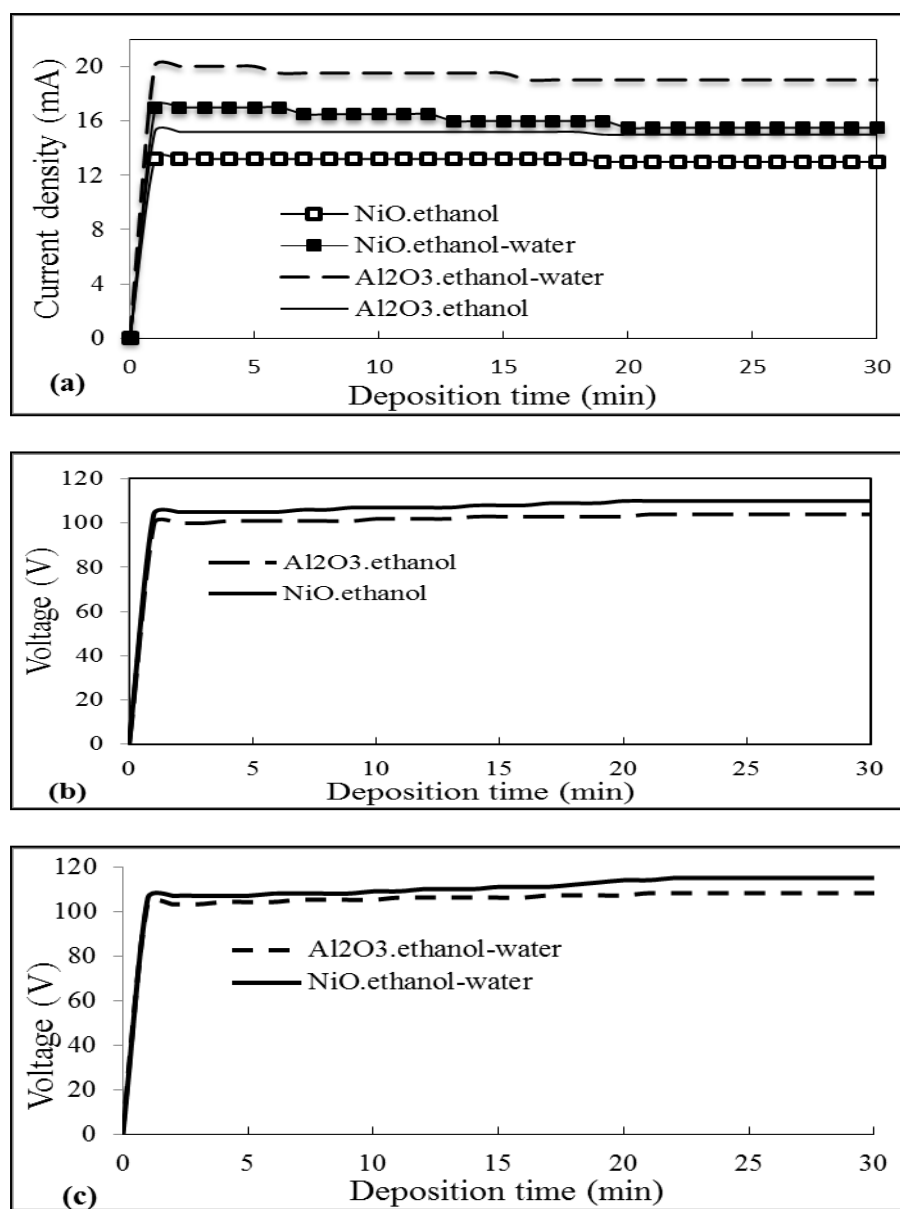 Current density (mA)
20
16
12
8
4
0
NiO.ethanol
NiO.ethanol-water
Al2O3.ethanol-water
Al2O3.ethanol
0 5 10 15 20 25 30
(a)
Deposition time (min)
Voltage (V)
120
100
80
60
40
20
0
Al2O3.ethanol
NiO.ethanol
0 5 10 15 20 25 30
(b)
Deposition time (min)
Voltage (V)
120
100
80
60
40
20
0
Al2O3.ethanol-water
NiO.ethanol-water
0 5 10 15 20 25 30
(c)
Deposition time (min)